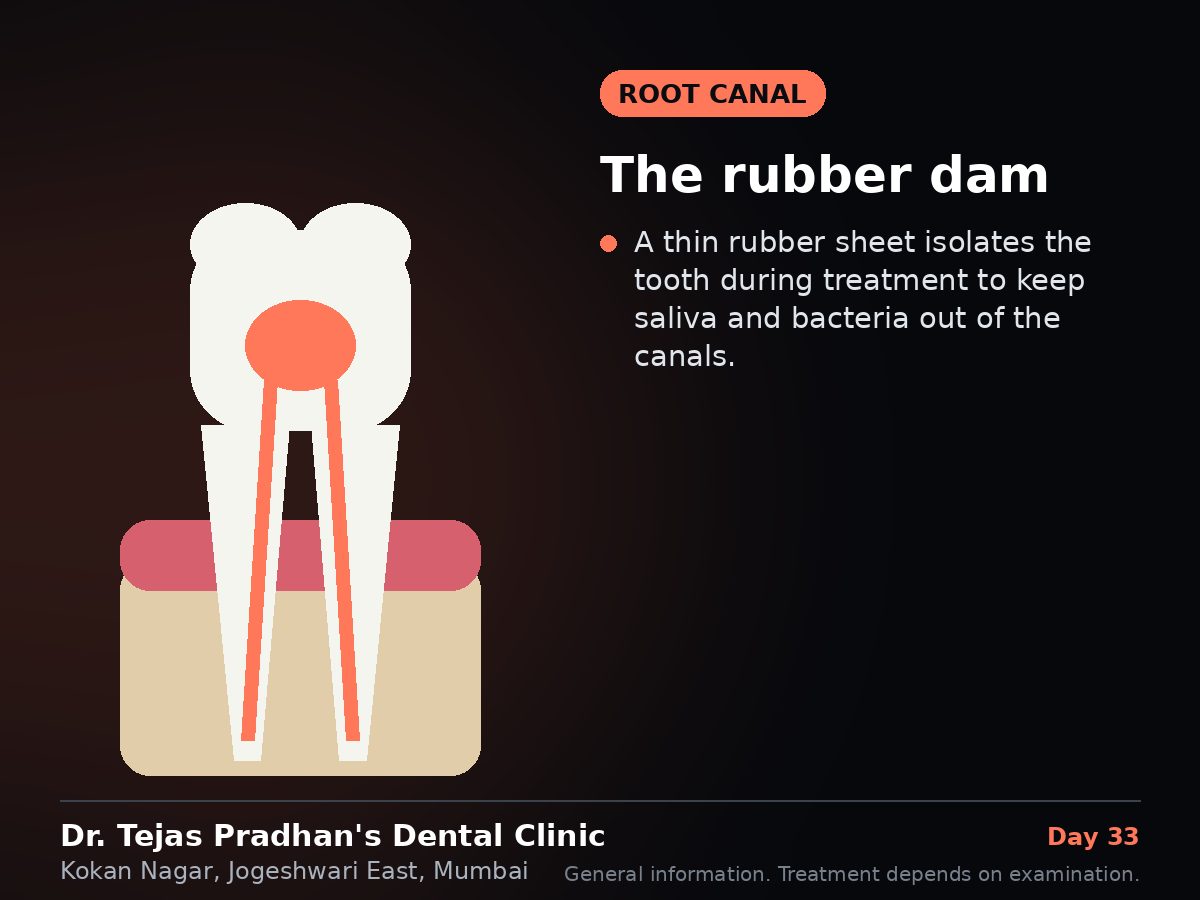 ROOT CANAL
The rubber dam
A thin rubber sheet isolates the
tooth during treatment to keep
saliva and bacteria out of the
canals.
Dr. Tejas Pradhan's Dental Clinic
Day 33
Kokan Nagar, Jogeshwari East, Mumbai
General information. Treatment depends on examination.